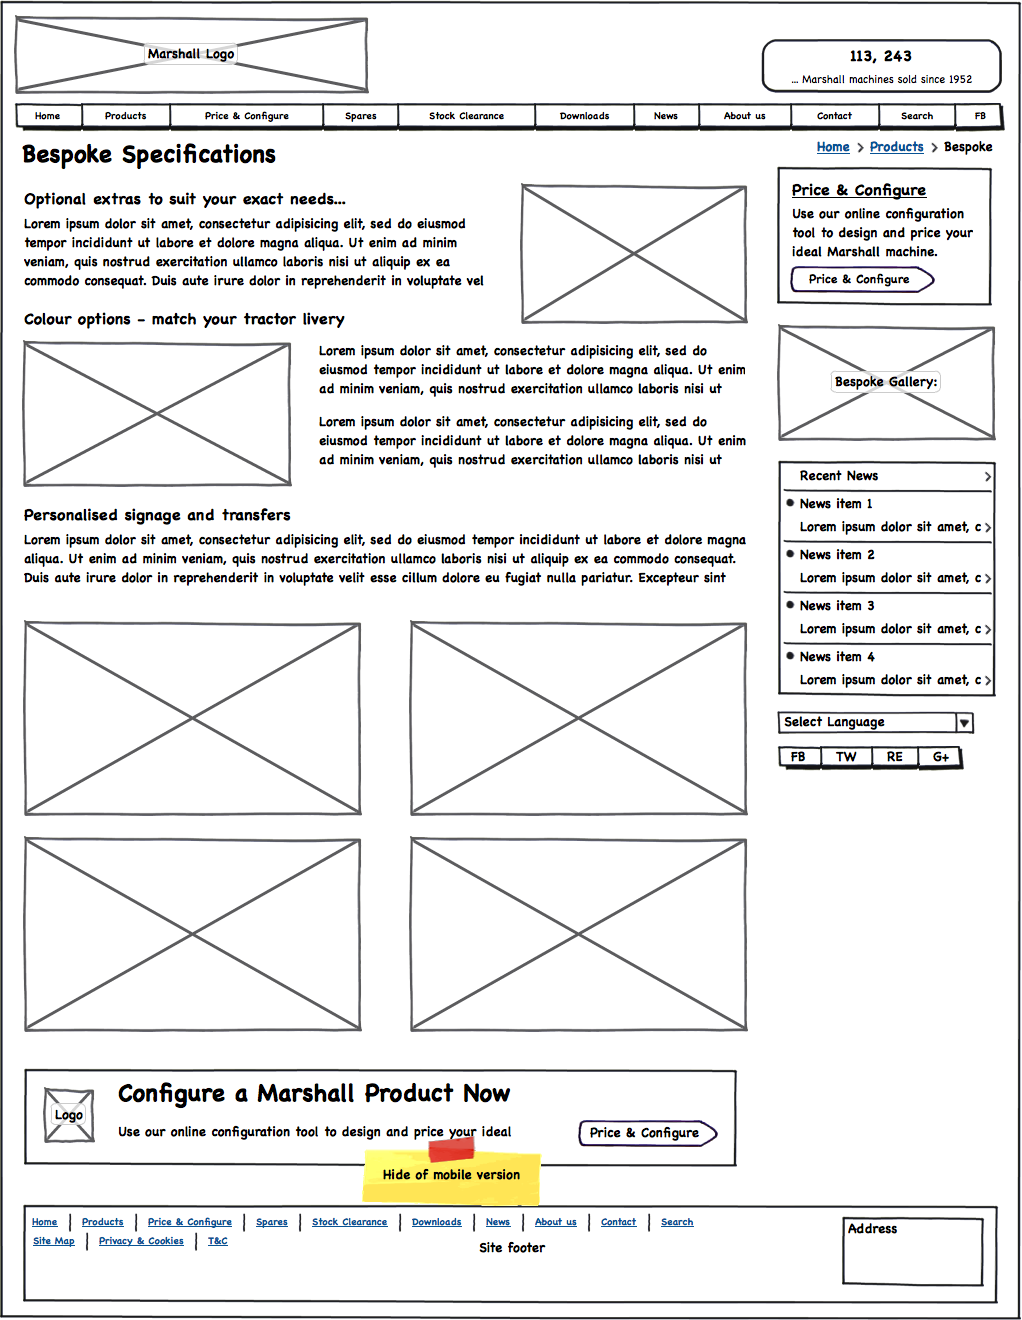 Marshall Logo
113, 243
... Marshall machines sold since 1952
Home Products Price & Configure Spares Stock Clearance Downloads News About us Contact Search FB
Bespoke Specifications
Home > Products > Bespoke
Optional extras to suit your exact needs...
Lorem ipsum dolor sit amet, consectetur adipisicing elit, sed do eiusmod
tempor incididunt ut labore et dolore magna aliqua. Ut enim ad minim
veniam, quis nostrud exercitation ullamco laboris nisi ut aliquip ex ea
commodo consequat. Duis aute irure dolor in reprehenderit in voluptate vel
Colour options - match your tractor livery
Lorem ipsum dolor sit amet, consectetur adipisicing elit, sed do
eiusmod tempor incididunt ut labore et dolore magna aliqua. Ut enim
ad minim veniam, quis nostrud exercitation ullamco laboris nisi ut
Lorem ipsum dolor sit amet, consectetur adipisicing elit, sed do
eiusmod tempor incididunt ut labore et dolore magna aliqua. Ut enim
ad minim veniam, quis nostrud exercitation ullamco laboris nisi ut
Personalised signage and transfers
Lorem ipsum dolor sit amet, consectetur adipisicing elit, sed do eiusmod tempor incididunt ut labore et dolore magna
aliqua. Ut enim ad minim veniam, quis nostrud exercitation ullamco laboris nisi ut aliquip ex ea commodo consequat.
Duis aute irure dolor in reprehenderit in voluptate velit esse cillum dolore eu fugiat nulla pariatur. Excepteur sint
Price & Configure
Use our online configuration
tool to design and price your
ideal Marshall machine.
Price & Configure
Bespoke Gallery:
Recent News
News item 1
Lorem ipsum dolor sit amet, c
News item 2
Lorem ipsum dolor sit amet, c
News item 3
Lorem ipsum dolor sit amet, c
News item 4
Lorem ipsum dolor sit amet, c
Select Language
FB TW RE G+
Logo
Configure a Marshall Product Now
Use our online configuration tool to design and price your ideal
Price & Configure
Hide of mobile version
Home Products Price & Configure Spares Stock Clearance Downloads News About us Contact Search
Site Map Privacy & Cookies T&C
Site footer
Address